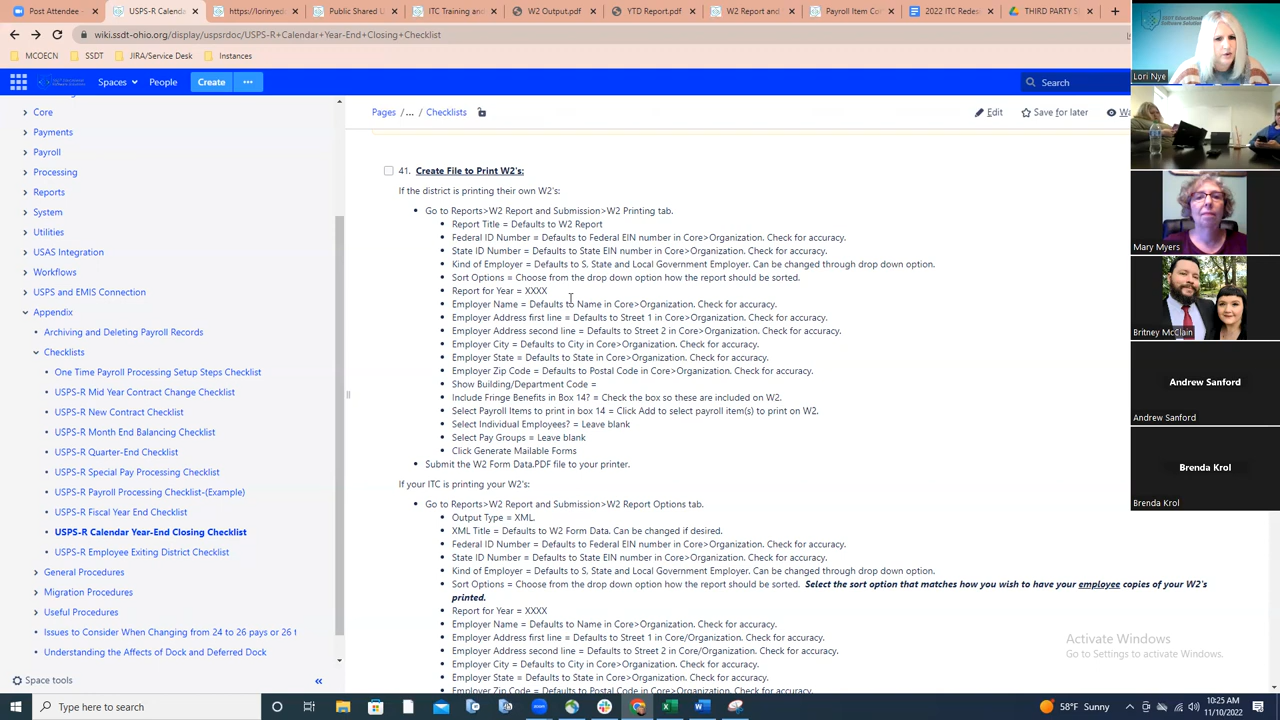 W2 Output.pdf
YTD Report.pdf
W2 Report and
Payroll Item Co
2022 ITC Redes
THIRD PARTY S
https://loriyed
Public Shared
ITC Training and
wiki.ssdt-ohio.org/display/uspsrdoc/USPS-R+Calendar+Year-End+Closing+Checklist
MCOECN
SSDT
JIRA/Service Desk
Instances
Spaces
People
Create
Search
Core
Payments
Payroll
Processing
Reports
System
Utilities
USAS Integration
Workflows
USPS and EMIS Connection
Appendix
Archiving and Deleting Payroll Records
Checklists
One Time Payroll Processing Setup Steps Checklist
USPS-R Mid Year Contract Change Checklist
USPS-R New Contract Checklist
USPS-R Month End Balancing Checklist
USPS-R Quarter-End Checklist
USPS-R Special Pay Processing Checklist
USPS-R Payroll Processing Checklist-(Example)
USPS-R Fiscal Year End Checklist
USPS-R Calendar Year-End Closing Checklist
USPS-R Employee Exiting District Checklist
General Procedures
Migration Procedures
Useful Procedures
Issues to Consider When Changing from 24 to 26 pays or 26 t
Understanding the Affects of Dock and Deferred Dock
Space tools
Pages /... / Checklists
Edit
Save for later
Wa
41. Create File to Print W2's:
If the district is printing their own W2's:
Go to Reports>W2 Report and Submission>W2 Printing tab.
Report Title = Defaults to W2 Report
Federal ID Number = Defaults to Federal EIN number in Core>Organization. Check for accuracy.
State ID Number = Defaults to State EIN number in Core>Organization. Check for accuracy.
Kind of Employer = Defaults to S. State and Local Government Employer. Can be changed through drop down option.
Sort Options = Choose from the drop down option how the report should be sorted.
Report for Year = XXXX
Employer Name = Defaults to Name in Core>Organization. Check for accuracy.
Employer Address first line = Defaults to Street 1 in Core>Organization. Check for accuracy.
Employer Address second line = Defaults to Street 2 in Core>Organization. Check for accuracy.
Employer City = Defaults to City in Core>Organization. Check for accuracy.
Employer State = Defaults to State in Core>Organization. Check for accuracy.
Employer Zip Code = Defaults to Postal Code in Core>Organization. Check for accuracy.
Show Building/Department Code =
Include Fringe Benefits in Box 14? = Check the box so these are included on W2.
Select Payroll Items to print in box 14 = Click Add to select payroll item(s) to print on W2.
Select Individual Employees? = Leave blank
Select Pay Groups = Leave blank
Click Generate Mailable Forms
Submit the W2 Form Data.PDF file to your printer.
If your ITC is printing your W2's:
Go to Reports>W2 Report and Submission>W2 Report Options tab.
Output Type = XML.
XML Title = Defaults to W2 Form Data. Can be changed if desired.
Federal ID Number = Defaults to Federal EIN number in Core>Organization. Check for accuracy.
State ID Number = Defaults to State EIN number in Core>Organization. Check for accuracy.
Kind of Employer = Defaults to S. State and Local Government Employer. Can be changed through drop down option.
Sort Options = Choose from the drop down option how the report should be sorted. Select the sort option that matches how you wish to have your employee copies of your W2's
printed.
Report for Year = XXXX
Employer Name = Defaults to Name in Core>Organization. Check for accuracy.
Employer Address first line = Defaults to Street 1 in Core/Organization. Check for accuracy.
Employer Address second line = Defaults to Street 2 in Core/Organization. Check for accuracy.
Employer City = Defaults to City in Core>Organization. Check for accuracy.
Employer State = Defaults to State in Core>Organization. Check for accuracy.
Employer Zip Code = Defaults to Postal Code in Core>Organization. Check for accuracy.
Lori Nye
Mary Myers
Britney McClain
Andrew Sanford
Andrew Sanford
Brenda Krol
Brenda Krol
Activate Windows
Go to Settings to activate Windows.
Type here to search
58°F Sunny
10:25 AM
11/10/2022